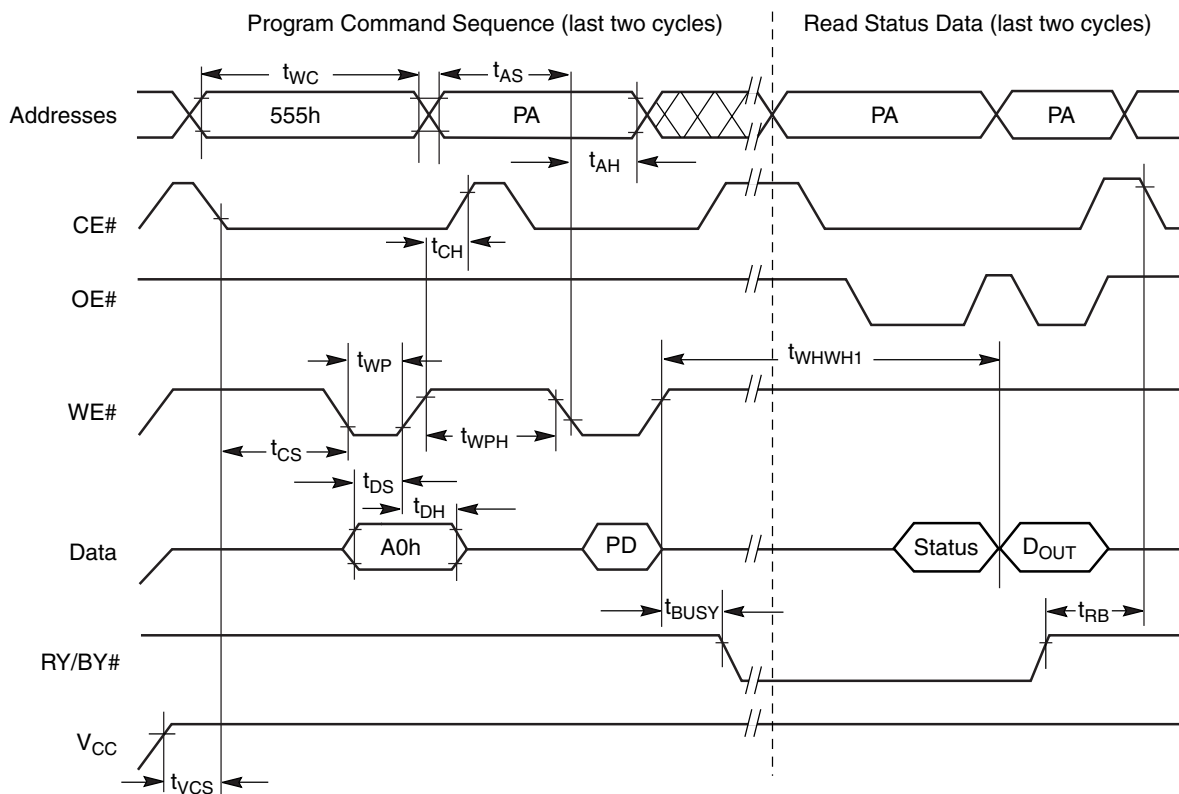 Program Command Sequence (last two cycles) Read Status Data (last two cycles)
tWC tAS
Addresses 555h PA PA PA
tAH
CE#
tCH
OE#
tWP tWHWH1
WE#
tCS tWPH
tDS
tDH
Data A0h PD Status DOUT
tBUSY tRB
RY/BY#
VCC
tVCS